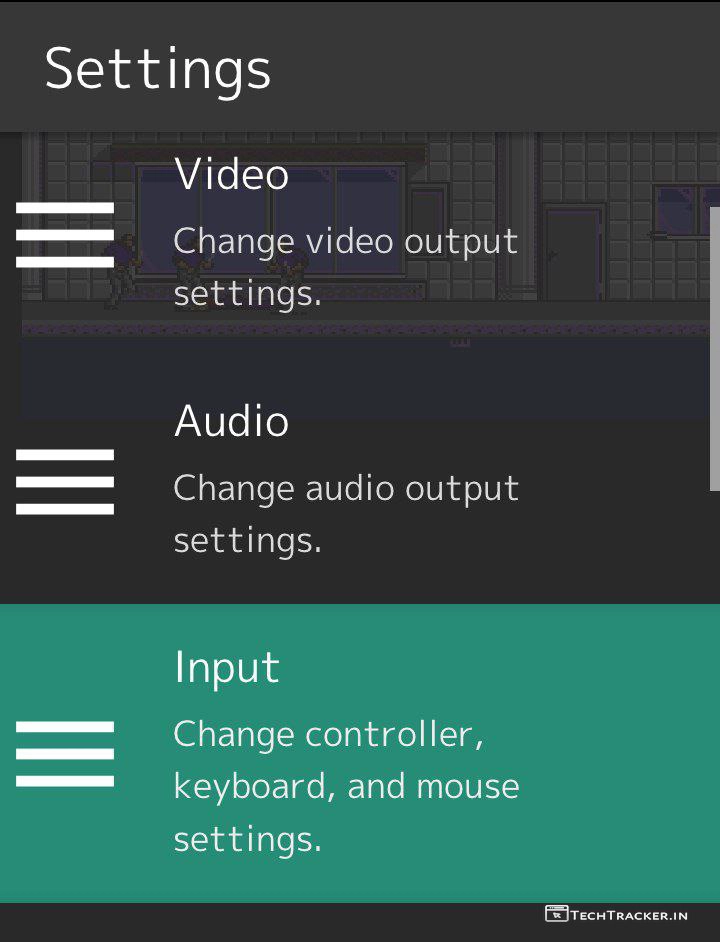 Settings
Video
Change video output
settings.
Audio
Change audio output
settings.
Input
Change controller,
keyboard, and mouse
settings.
TECHTRACKER.IN